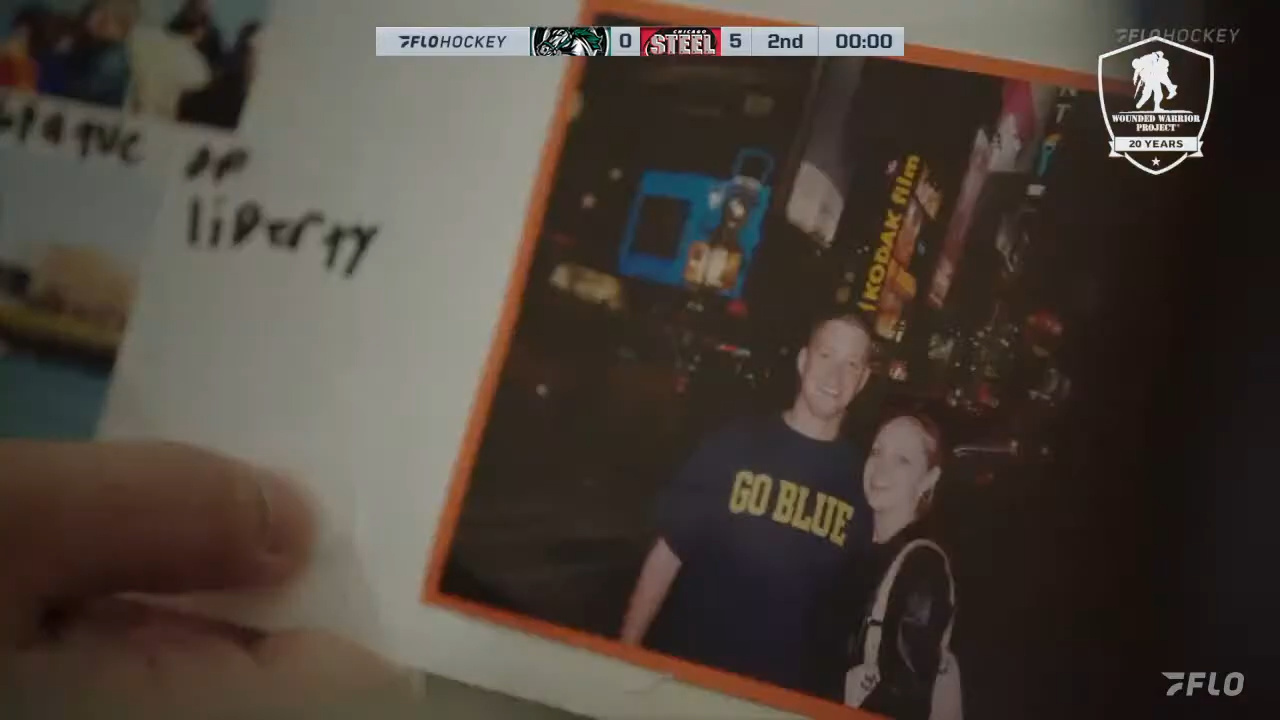 FLOHOCKEY
0
CHICAGO
STEEL
5
2nd
00:00
FLOHOCKEY
WOUNDED WARRIOR
PROJECT
20 YEARS
OF
liBerty
KODAK film
GO BLUE
FLO